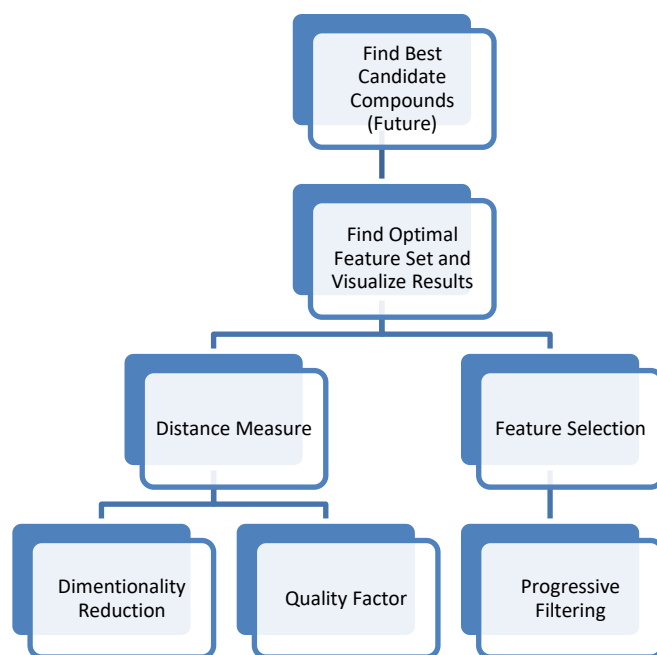 Find Best
Candidate
Compounds
(Future)
Find Optimal
Feature Set and
Visualize Results
Distance Measure
Feature Selection
Dimentionality
Reduction
Quality Factor
Progressive
Filtering